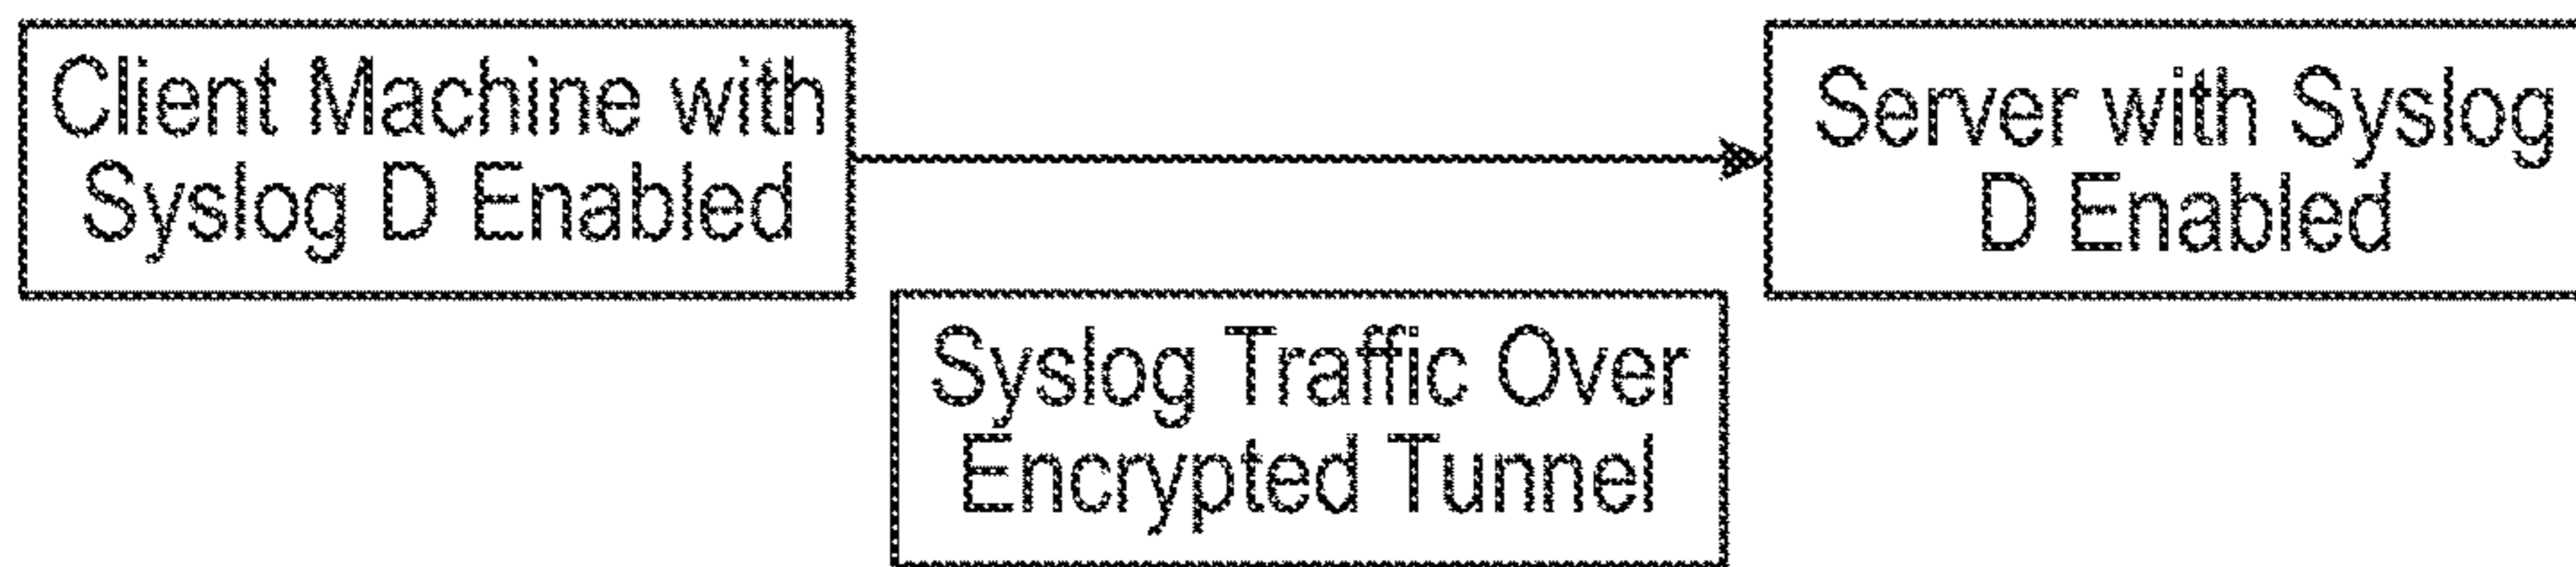 Client Machine with
Syslog D Enabled
Server with Syslog
D Enabled
Syslog Traffic Over
Encrypted Tunnel